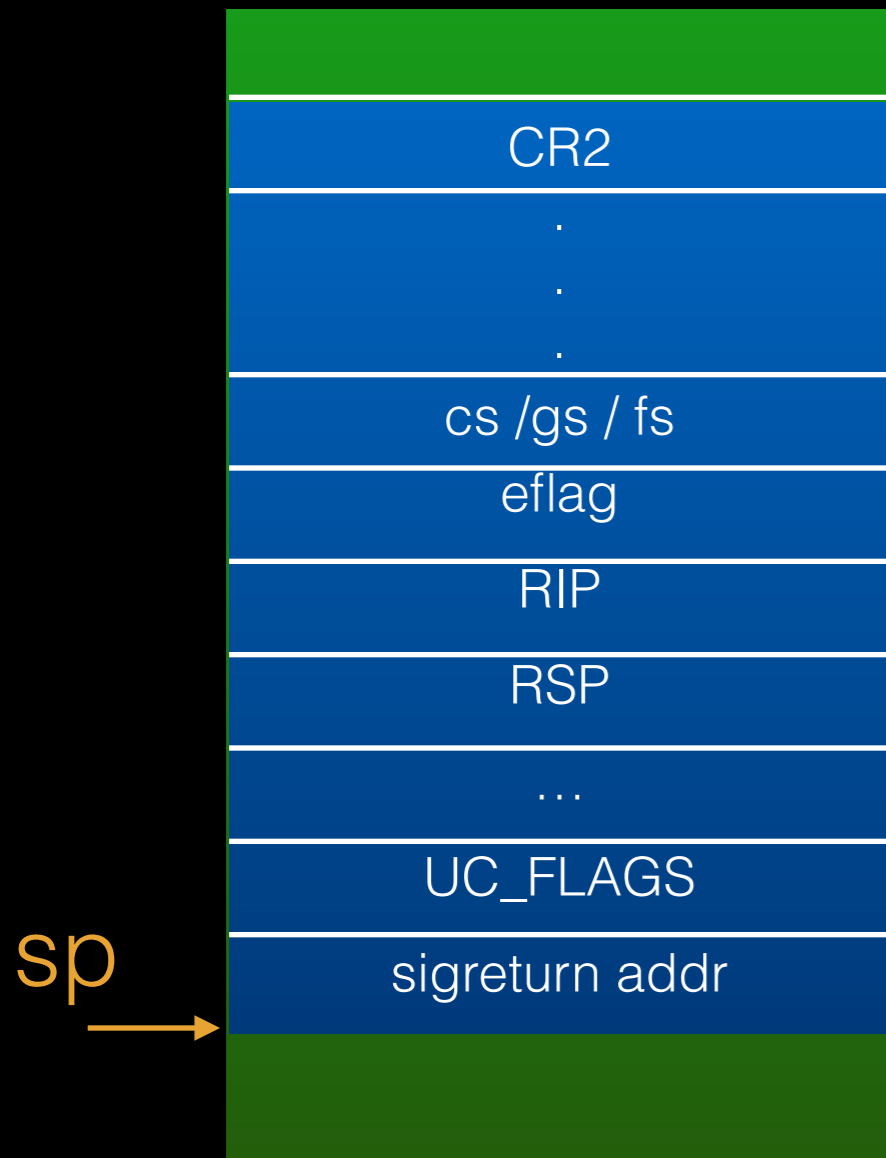 CR2
.
.
.
cs /gs / fs
eflag
RIP
RSP
...
UC_FLAGS
sp
sigreturn addr